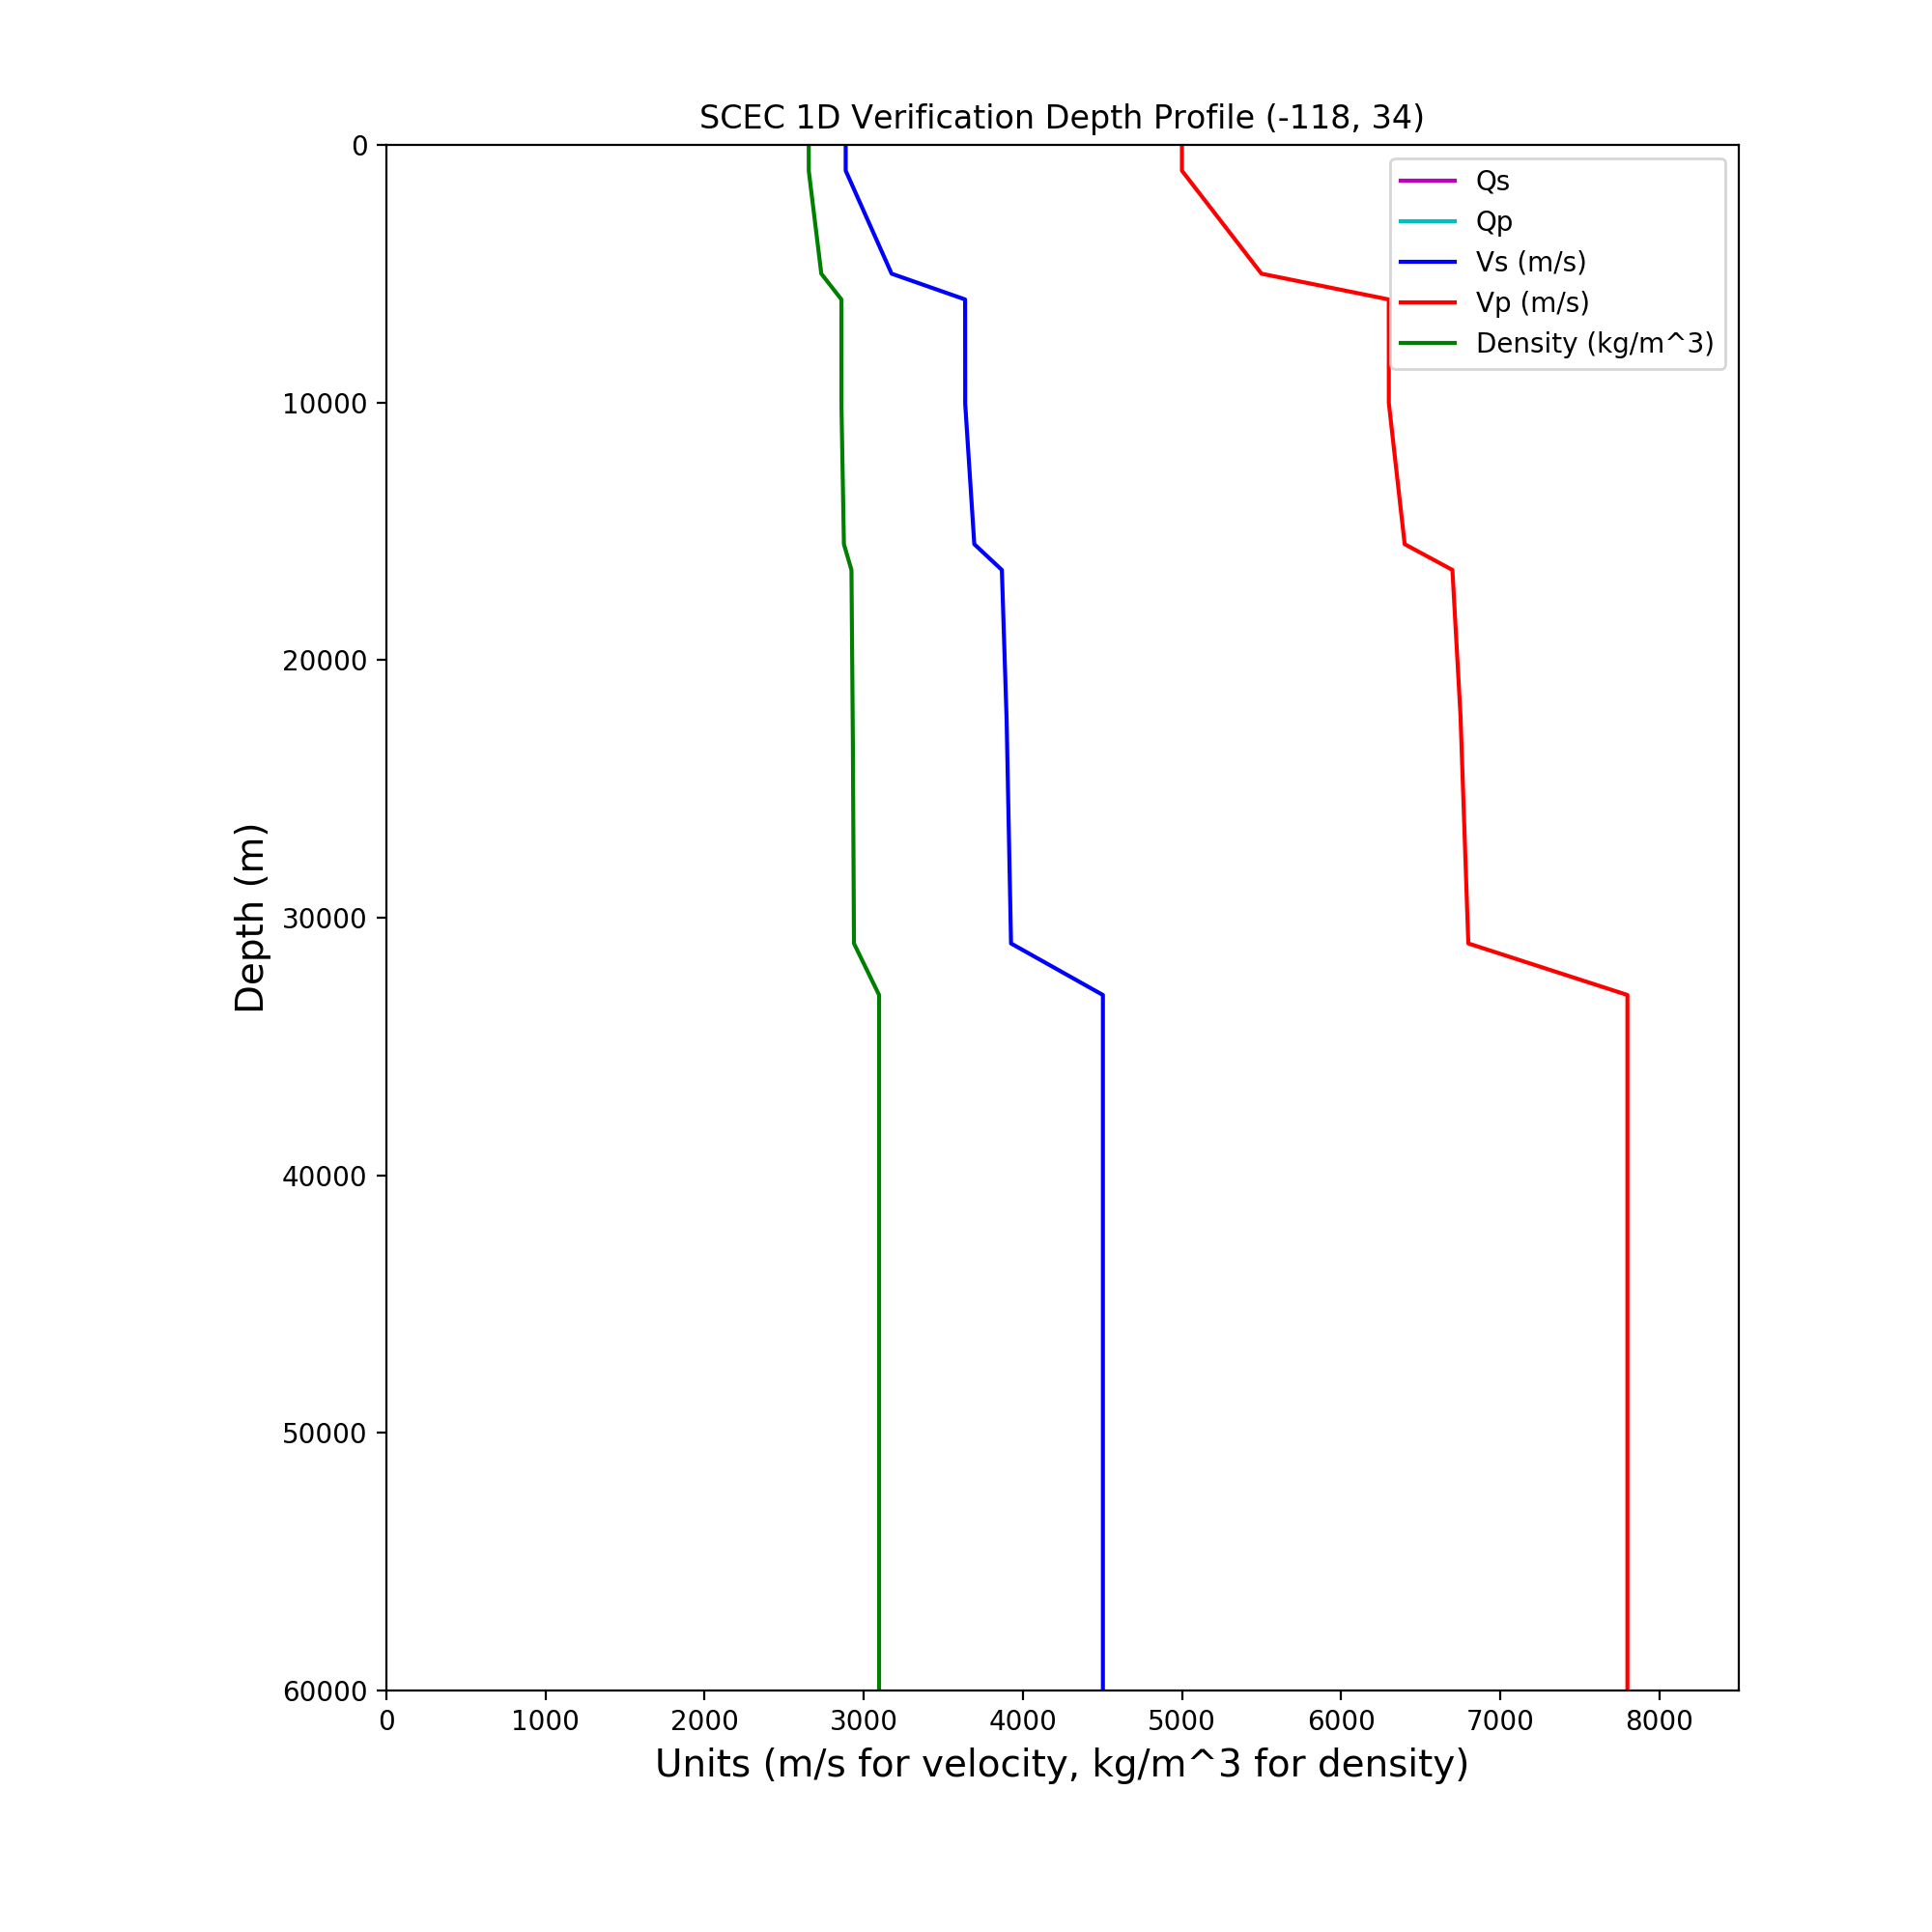 SCEC 1D Verification Depth Profile (-118, 34)
0
Qs
Qp
Vs (m/s)
Vp (m/s)
Density (kg/m^3)
10000
20000
30000
40000
50000
60000
Depth (m)
0 1000 2000 3000 4000 5000 6000 7000 8000
Units (m/s for velocity, kg/m^3 for density)